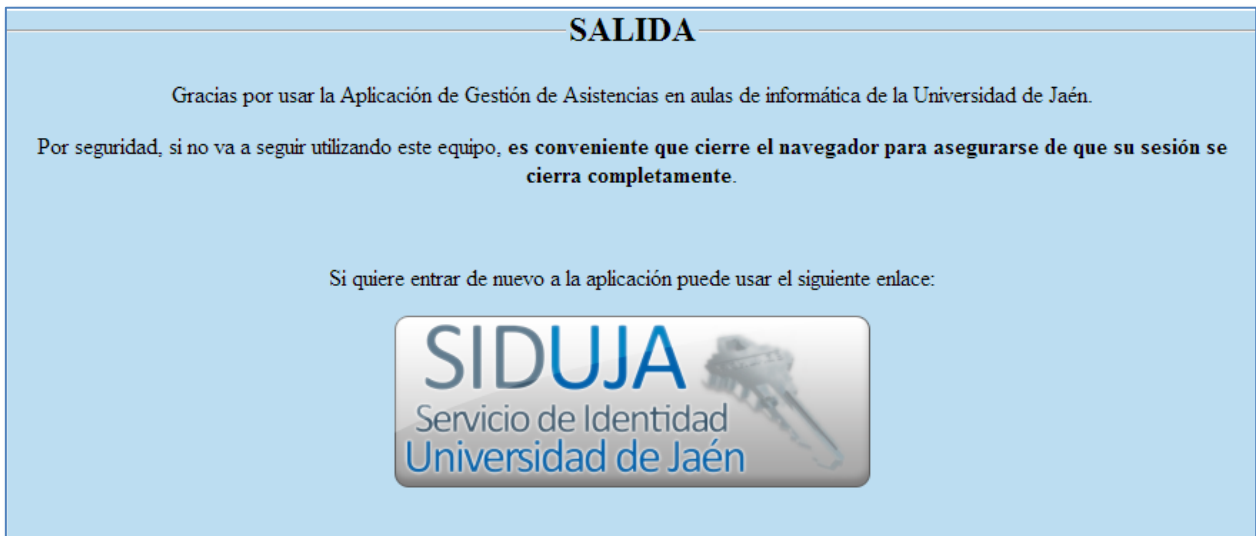 SALIDA
Gracias por usar la Aplicación de Gestión de Asistencias en aulas de informática de la Universidad de Jaén.
Por seguridad, si no va a seguir utilizando este equipo, es conveniente que cierre el navegador para asegurarse de que su sesión se
cierra completamente.
Si quiere entrar de nuevo a la aplicación puede usar el siguiente enlace:
SIDUJA
Servicio de Identidad
Universidad de Jaén